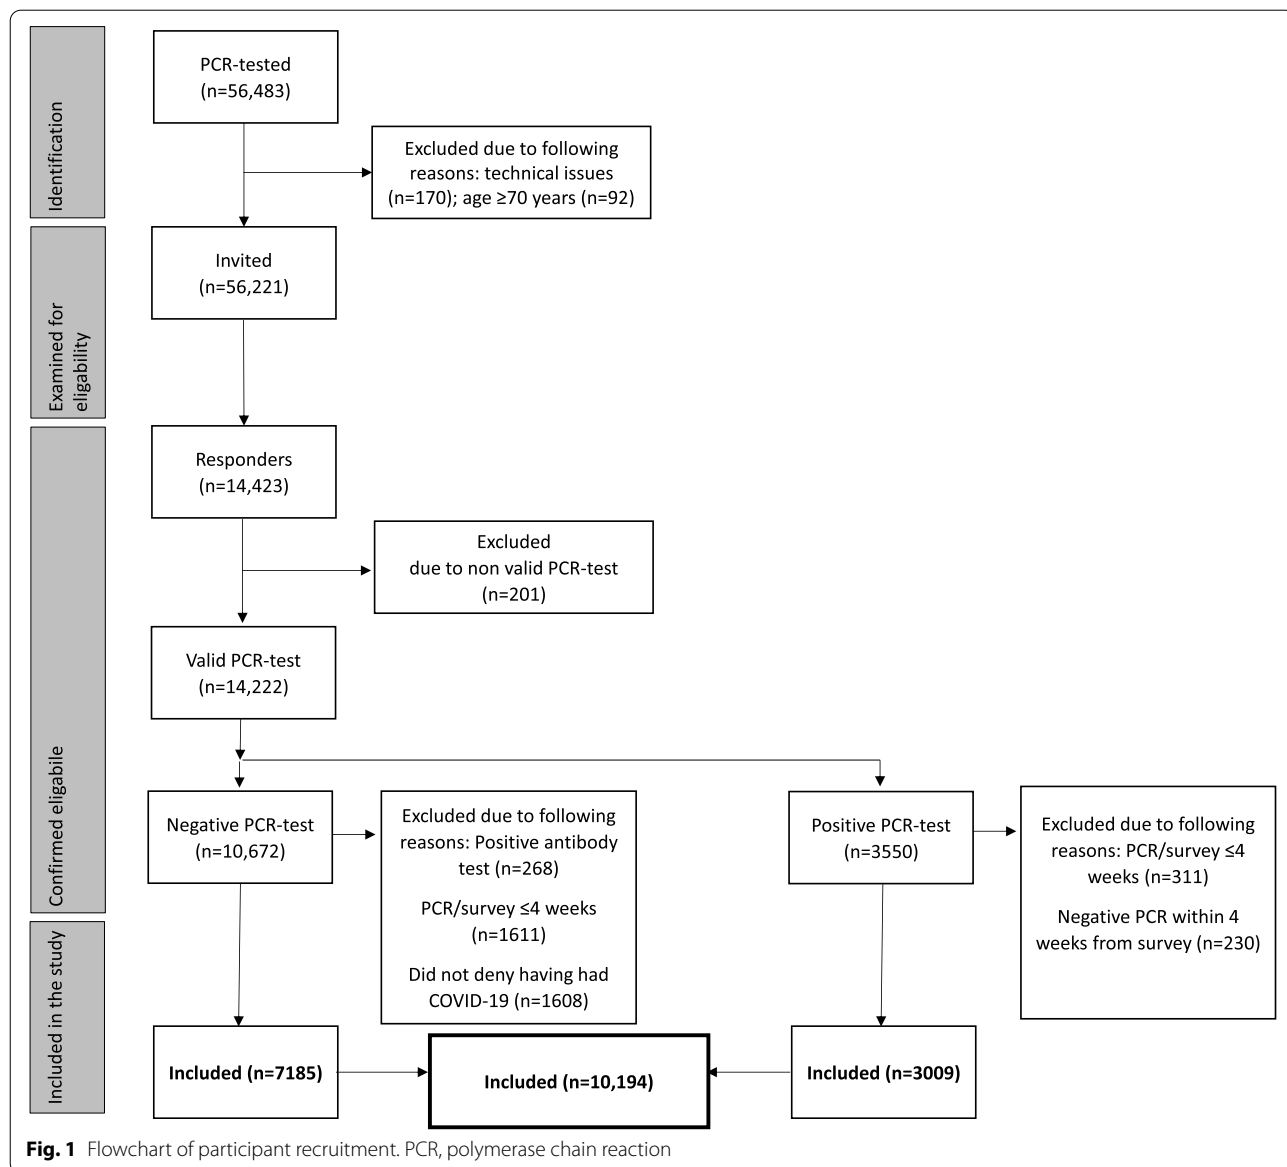 Identification
PCR-tested
(n=56,483)
Excluded due to following
reasons: technical issues
(n=170); age ≥70 years (n=92)
Examined for
eligability
Invited
(n=56,221)
Confirmed eligabile
Responders
(n=14,423)
Excluded
due to non valid PCR-test
(n=201)
Valid PCR-test
(n=14,222)
Negative PCR-test
(n=10,672)
Excluded due to following
reasons: Positive antibody
test (n=268)
PCR/survey ≤4 weeks
(n=1611)
Did not deny having had
COVID-19 (n=1608)
Positive PCR-test
(n=3550)
Excluded due to following
reasons: PCR/survey ≤4
weeks (n=311)
Negative PCR within 4
weeks from survey (n=230)
Included in the study
Included (n=7185)
Included (n=10,194)
Included (n=3009)
Fig. 1 Flowchart of participant recruitment. PCR, polymerase chain reaction